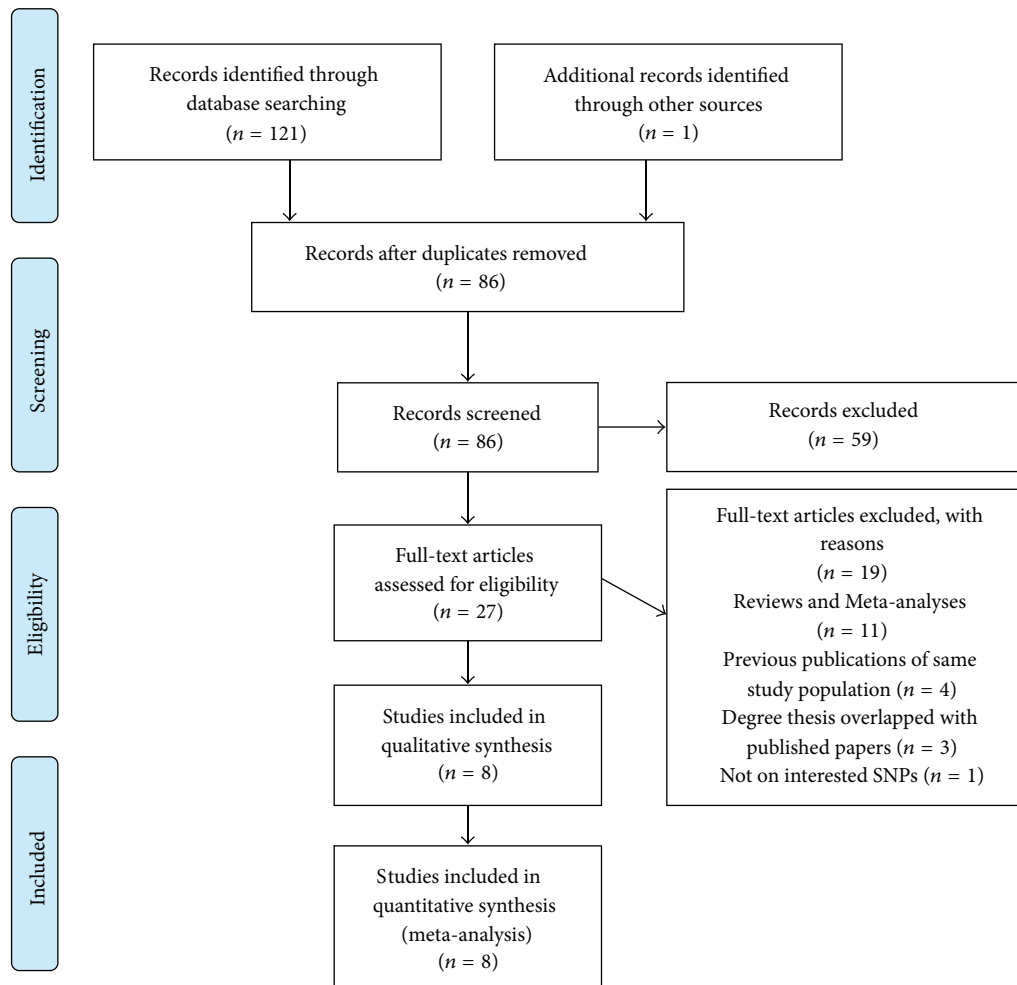 Identification
Records identified through
database searching
(n = 121)
Additional records identified
through other sources
(n = 1)
Records after duplicates removed
(n = 86)
Screening
Records screened
(n = 86)
Records excluded
(n = 59)
Eligibility
Full-text articles
assessed for eligibility
(n = 27)
Full-text articles excluded, with
reasons
(n = 19)
Reviews and Meta-analyses
(n = 11)
Previous publications of same
study population (n = 4)
Degree thesis overlapped with
published papers (n = 3)
Not on interested SNPs (n = 1)
Studies included in
qualitative synthesis
(n = 8)
Included
Studies included in
quantitative synthesis
(meta-analysis)
(n = 8)